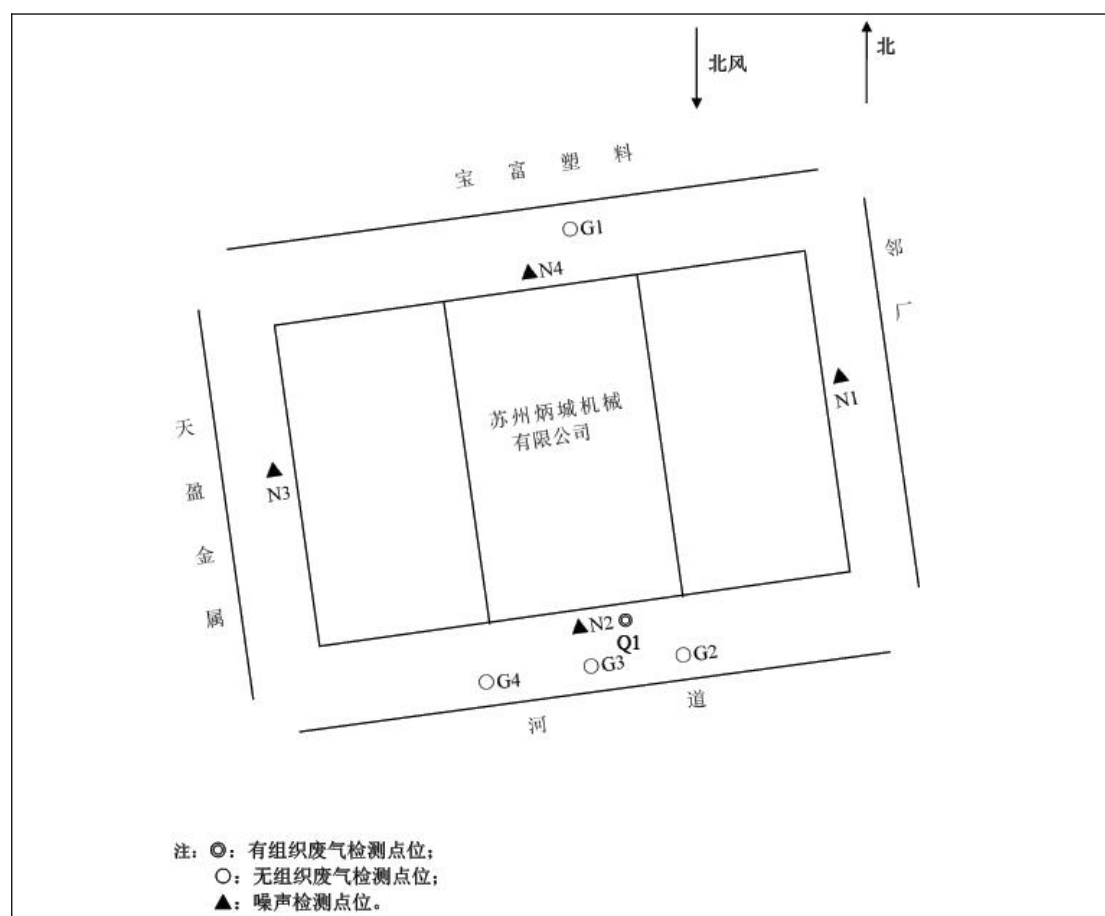 北风
北
宝富塑料
G1
邻厂
N4
苏州炳城机械
有限公司
N1
天盈金属
N3
N2
Q1
G2
G3
G4
河道
注：◎：有组织废气检测点位；
○：无组织废气检测点位；
▲：噪声检测点位。